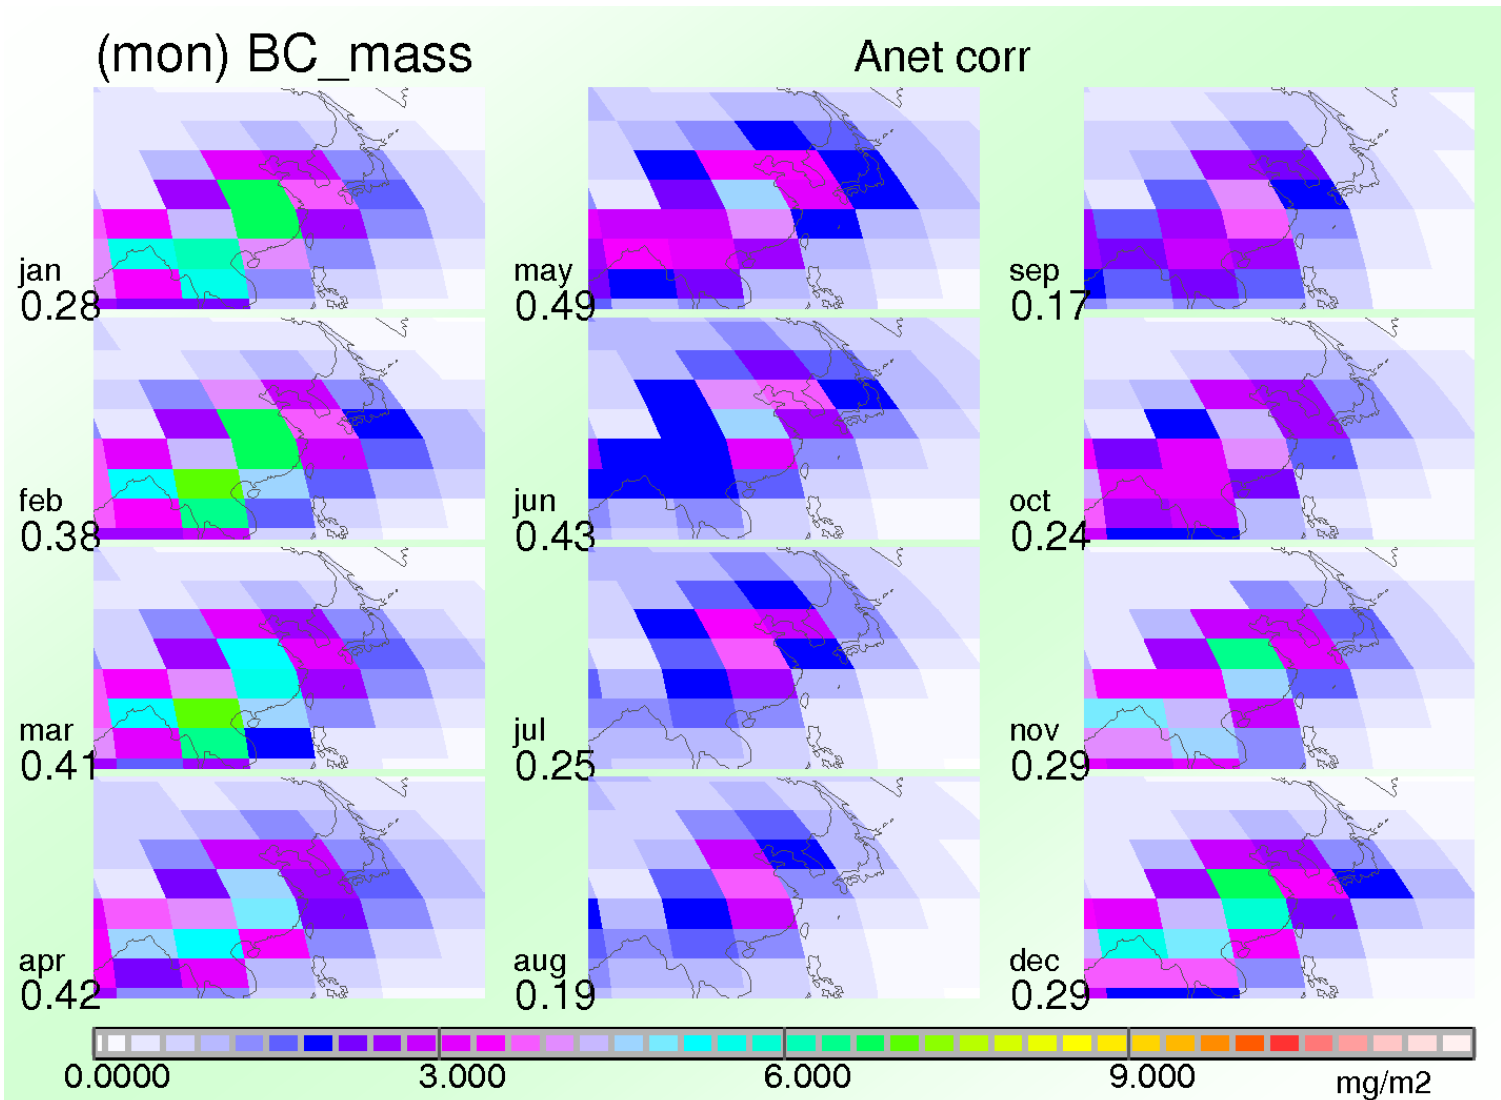 (mon) BC_mass
Anet corr
jan
0.28
may
0.49
sep
0.17
feb
0.38
jun
0.43
oct
0.24
mar
0.41
jul
0.25
nov
0.29
apr
0.42
aug
0.19
dec
0.29
0.0000
3.000
6.000
9.000
mg/m2